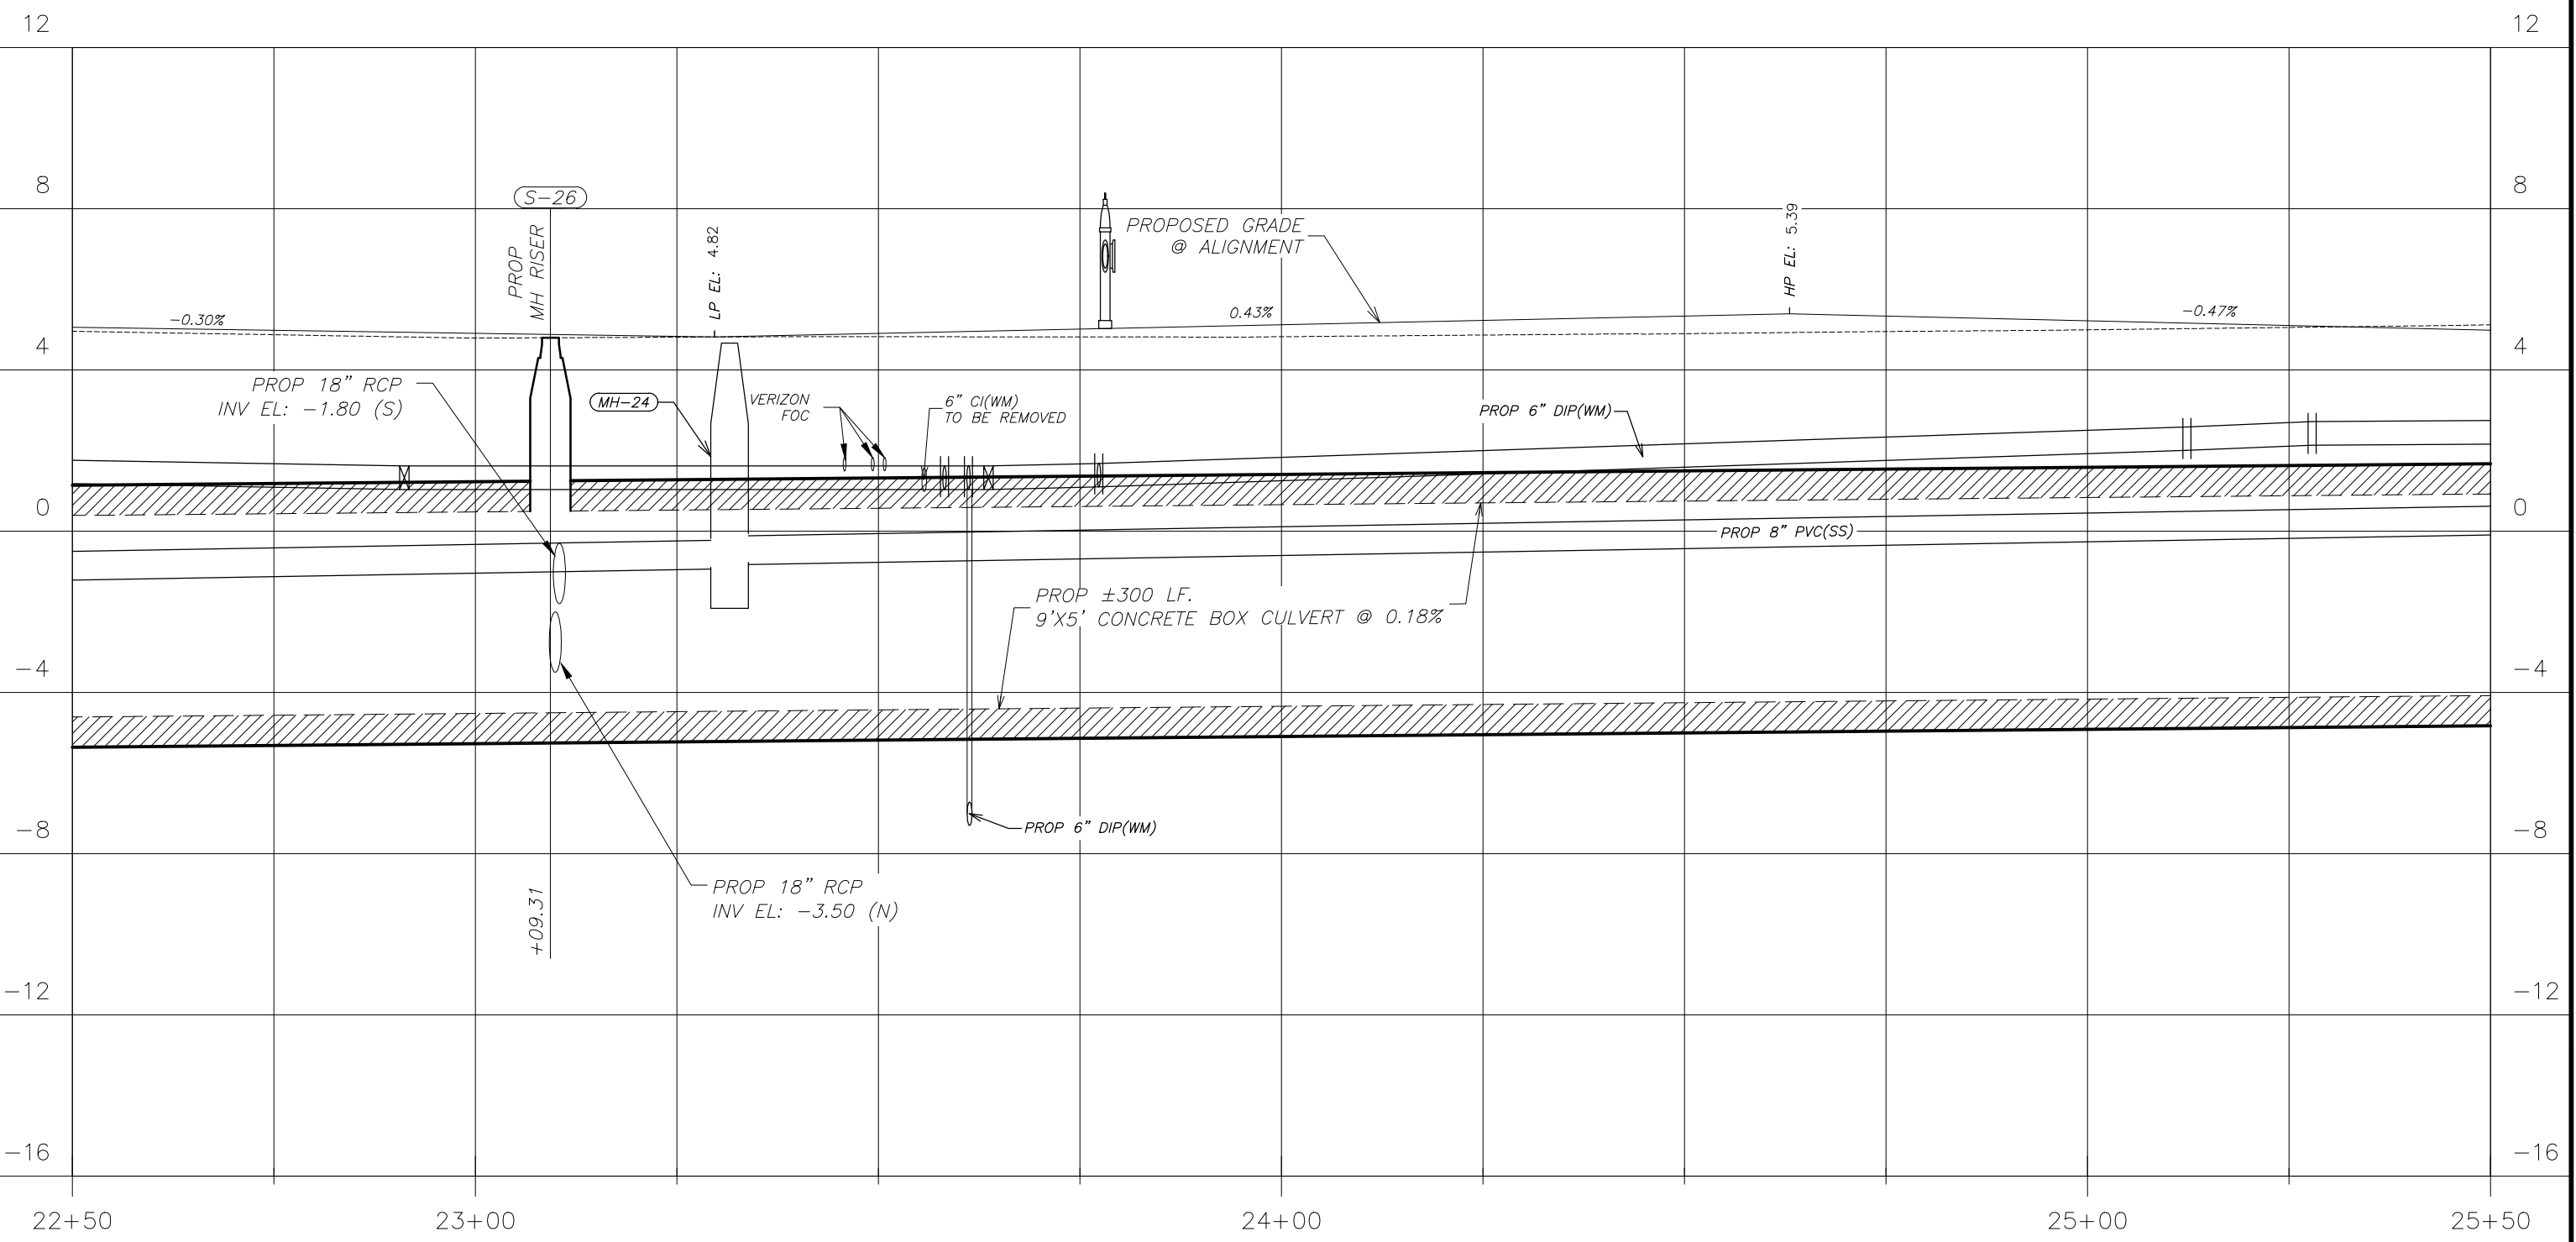 12
12
8
8
S-26
PROP
MH RISER
LP EL: 4.82
PROPOSED GRADE
@ ALIGNMENT
HP EL: 5.39
-0.30%
0.43%
-0.47%
4
4
PROP 18" RCP
INV EL: -1.80 (S)
MH-24
VERIZON
FOC
6" CI(WM)
TO BE REMOVED
PROP 6" DIP(WM)
0
0
PROP 8" PVC(SS)
PROP ±300 LF.
9'X5' CONCRETE BOX CULVERT @ 0.18%
-4
-4
-8
-8
PROP 6" DIP(WM)
PROP 18" RCP
INV EL: -3.50 (N)
+09.31
-12
-12
-16
-16
22+50
23+00
24+00
25+00
25+50